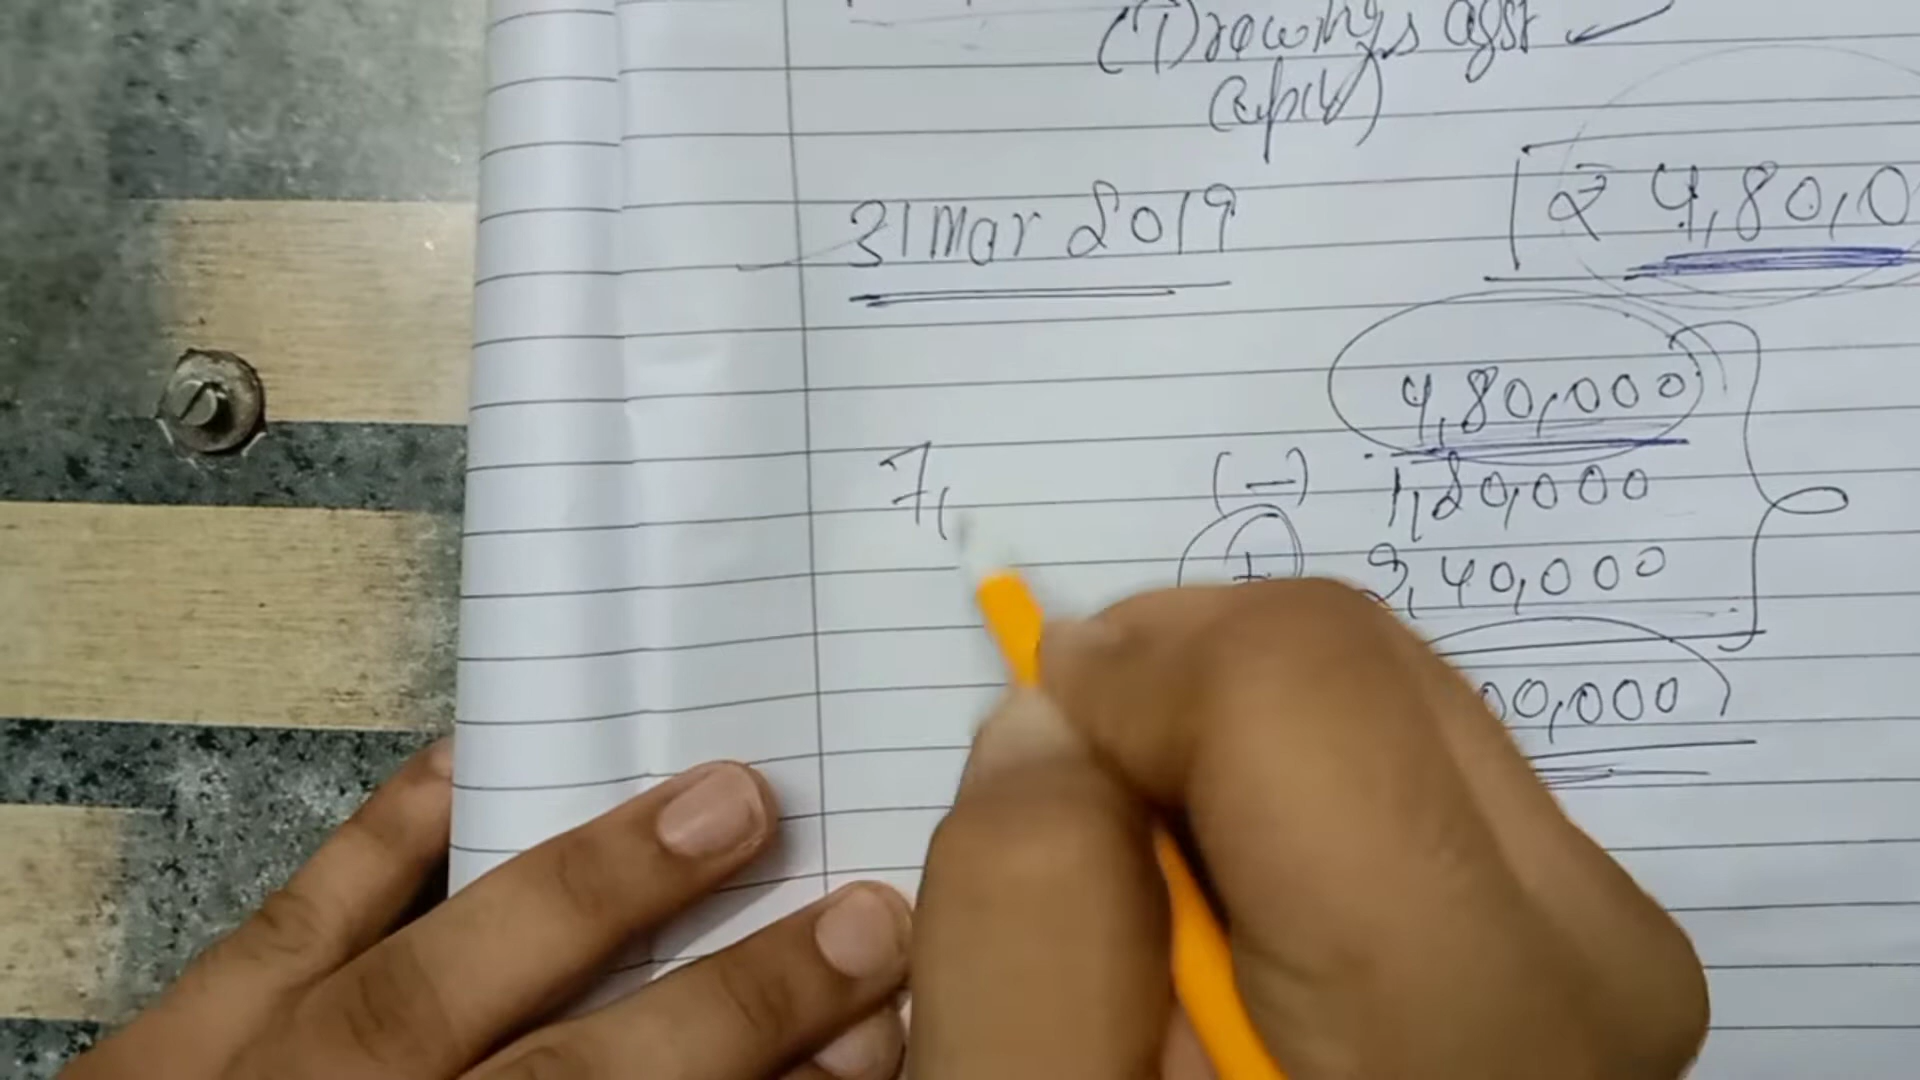 (Drawings agst
Capital)
31 Mar 2019
₹ 4,80,0
4,80,000
7, (-) 1,20,000
+ 2,40,000
00,000